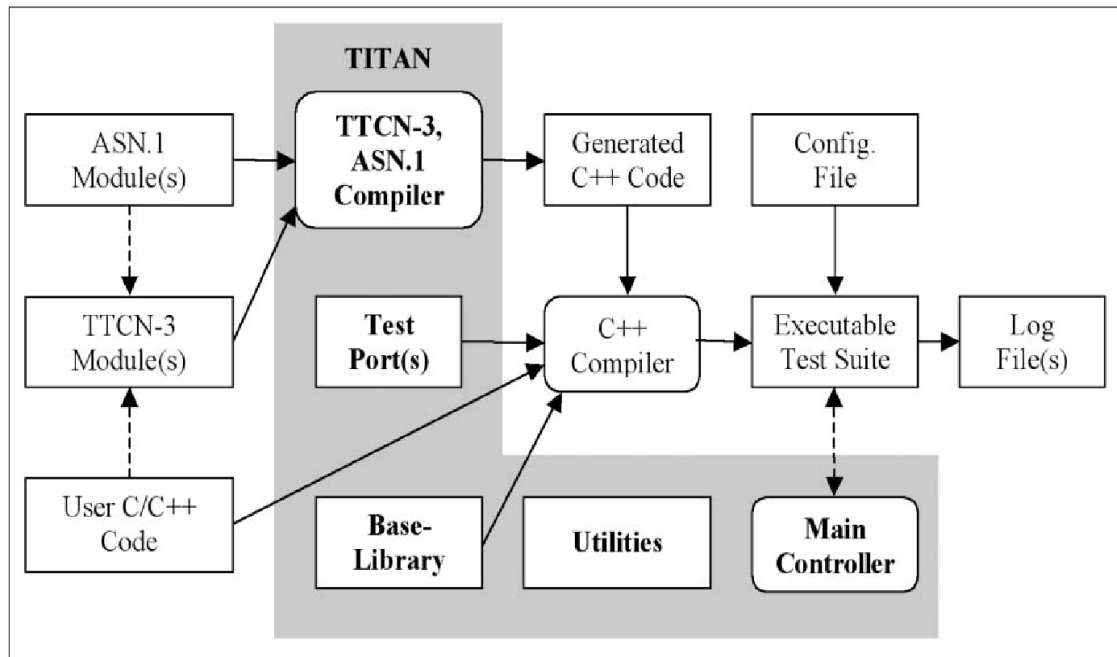 TITAN
ASN.1
Module(s)
TTCN-3,
ASN.1
Compiler
Generated
C++ Code
Config.
File
TTCN-3
Module(s)
Test
Port(s)
C++
Compiler
Executable
Test Suite
Log
File(s)
User C/C++
Code
Base-
Library
Utilities
Main
Controller